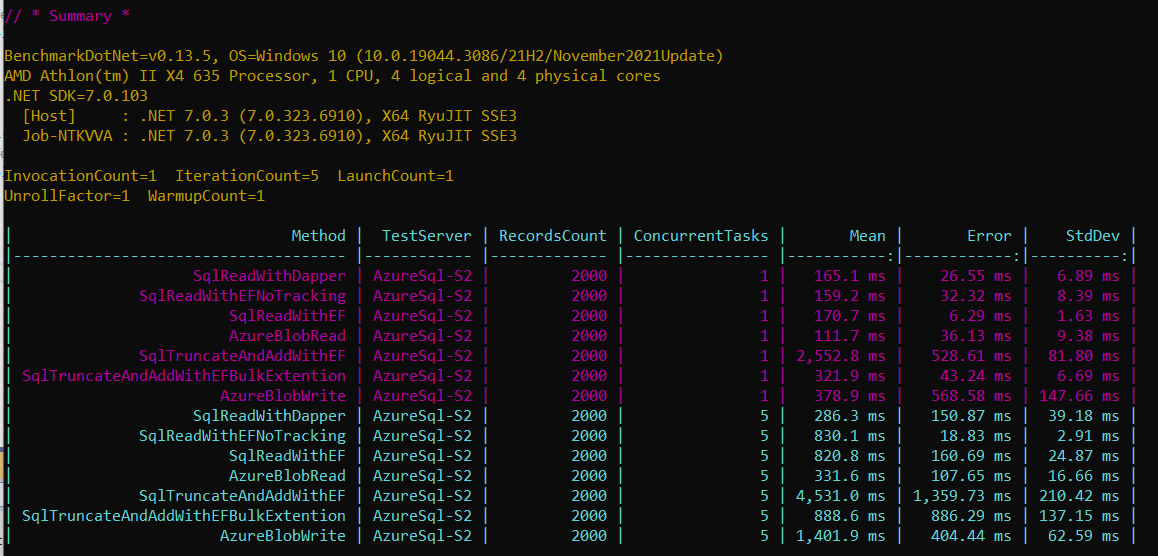 // * Summary *
BenchmarkDotNet=v0.13.5, OS=Windows 10 (10.0.19044.3086/21H2/November2021Update)
AMD Athlon(tm) II X4 635 Processor, 1 CPU, 4 logical and 4 physical cores
.NET SDK=7.0.103
  [Host]     : .NET 7.0.3 (7.0.323.6910), X64 RyuJIT SSE3
  Job-NTKVVA : .NET 7.0.3 (7.0.323.6910), X64 RyuJIT SSE3
InvocationCount=1  IterationCount=5  LaunchCount=1
UnrollFactor=1  WarmupCount=1
|                               Method |  TestServer | RecordsCount | ConcurrentTasks |       Mean |       Error |    StdDev |
|------------------------------------- |------------ |------------- |---------------- |-----------:|------------:|----------:|
|                    SqlReadWithDapper | AzureSql-S2 |         2000 |               1 |   165.1 ms |    26.55 ms |   6.89 ms |
|              SqlReadWithEFNoTracking | AzureSql-S2 |         2000 |               1 |   159.2 ms |    32.32 ms |   8.39 ms |
|                        SqlReadWithEF | AzureSql-S2 |         2000 |               1 |   170.7 ms |     6.29 ms |   1.63 ms |
|                        AzureBlobRead | AzureSql-S2 |         2000 |               1 |   111.7 ms |    36.13 ms |   9.38 ms |
|              SqlTruncateAndAddWithEF | AzureSql-S2 |         2000 |               1 | 2,552.8 ms |   528.61 ms |  81.80 ms |
| SqlTruncateAndAddWithEFBulkExtention | AzureSql-S2 |         2000 |               1 |   321.9 ms |    43.24 ms |   6.69 ms |
|                       AzureBlobWrite | AzureSql-S2 |         2000 |               1 |   378.9 ms |   568.58 ms | 147.66 ms |
|                    SqlReadWithDapper | AzureSql-S2 |         2000 |               5 |   286.3 ms |   150.87 ms |  39.18 ms |
|              SqlReadWithEFNoTracking | AzureSql-S2 |         2000 |               5 |   830.1 ms |    18.83 ms |   2.91 ms |
|                        SqlReadWithEF | AzureSql-S2 |         2000 |               5 |   820.8 ms |   160.69 ms |  24.87 ms |
|                        AzureBlobRead | AzureSql-S2 |         2000 |               5 |   331.6 ms |   107.65 ms |  16.66 ms |
|              SqlTruncateAndAddWithEF | AzureSql-S2 |         2000 |               5 | 4,531.0 ms | 1,359.73 ms | 210.42 ms |
| SqlTruncateAndAddWithEFBulkExtention | AzureSql-S2 |         2000 |               5 |   888.6 ms |   886.29 ms | 137.15 ms |
|                       AzureBlobWrite | AzureSql-S2 |         2000 |               5 | 1,401.9 ms |   404.44 ms |  62.59 ms |